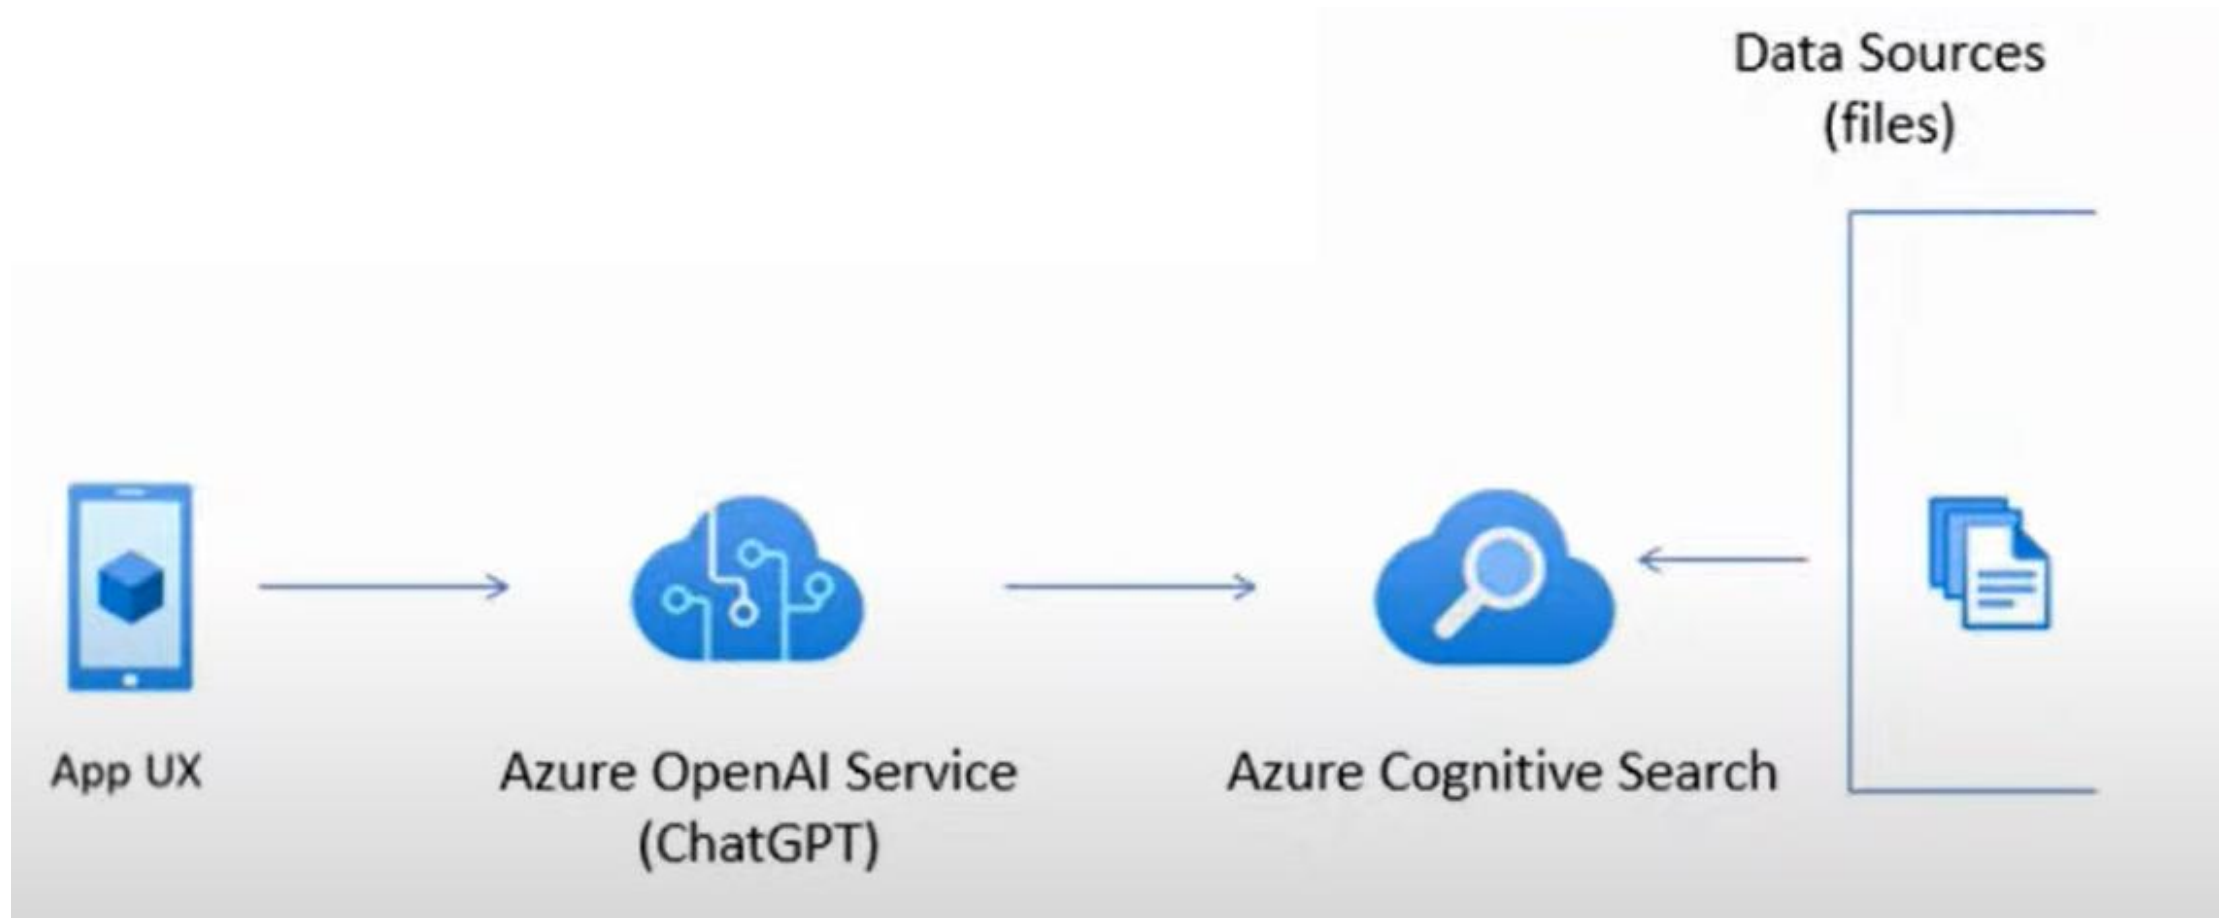 Data Sources
(files)
App UX
Azure OpenAI Service
(ChatGPT)
Azure Cognitive Search